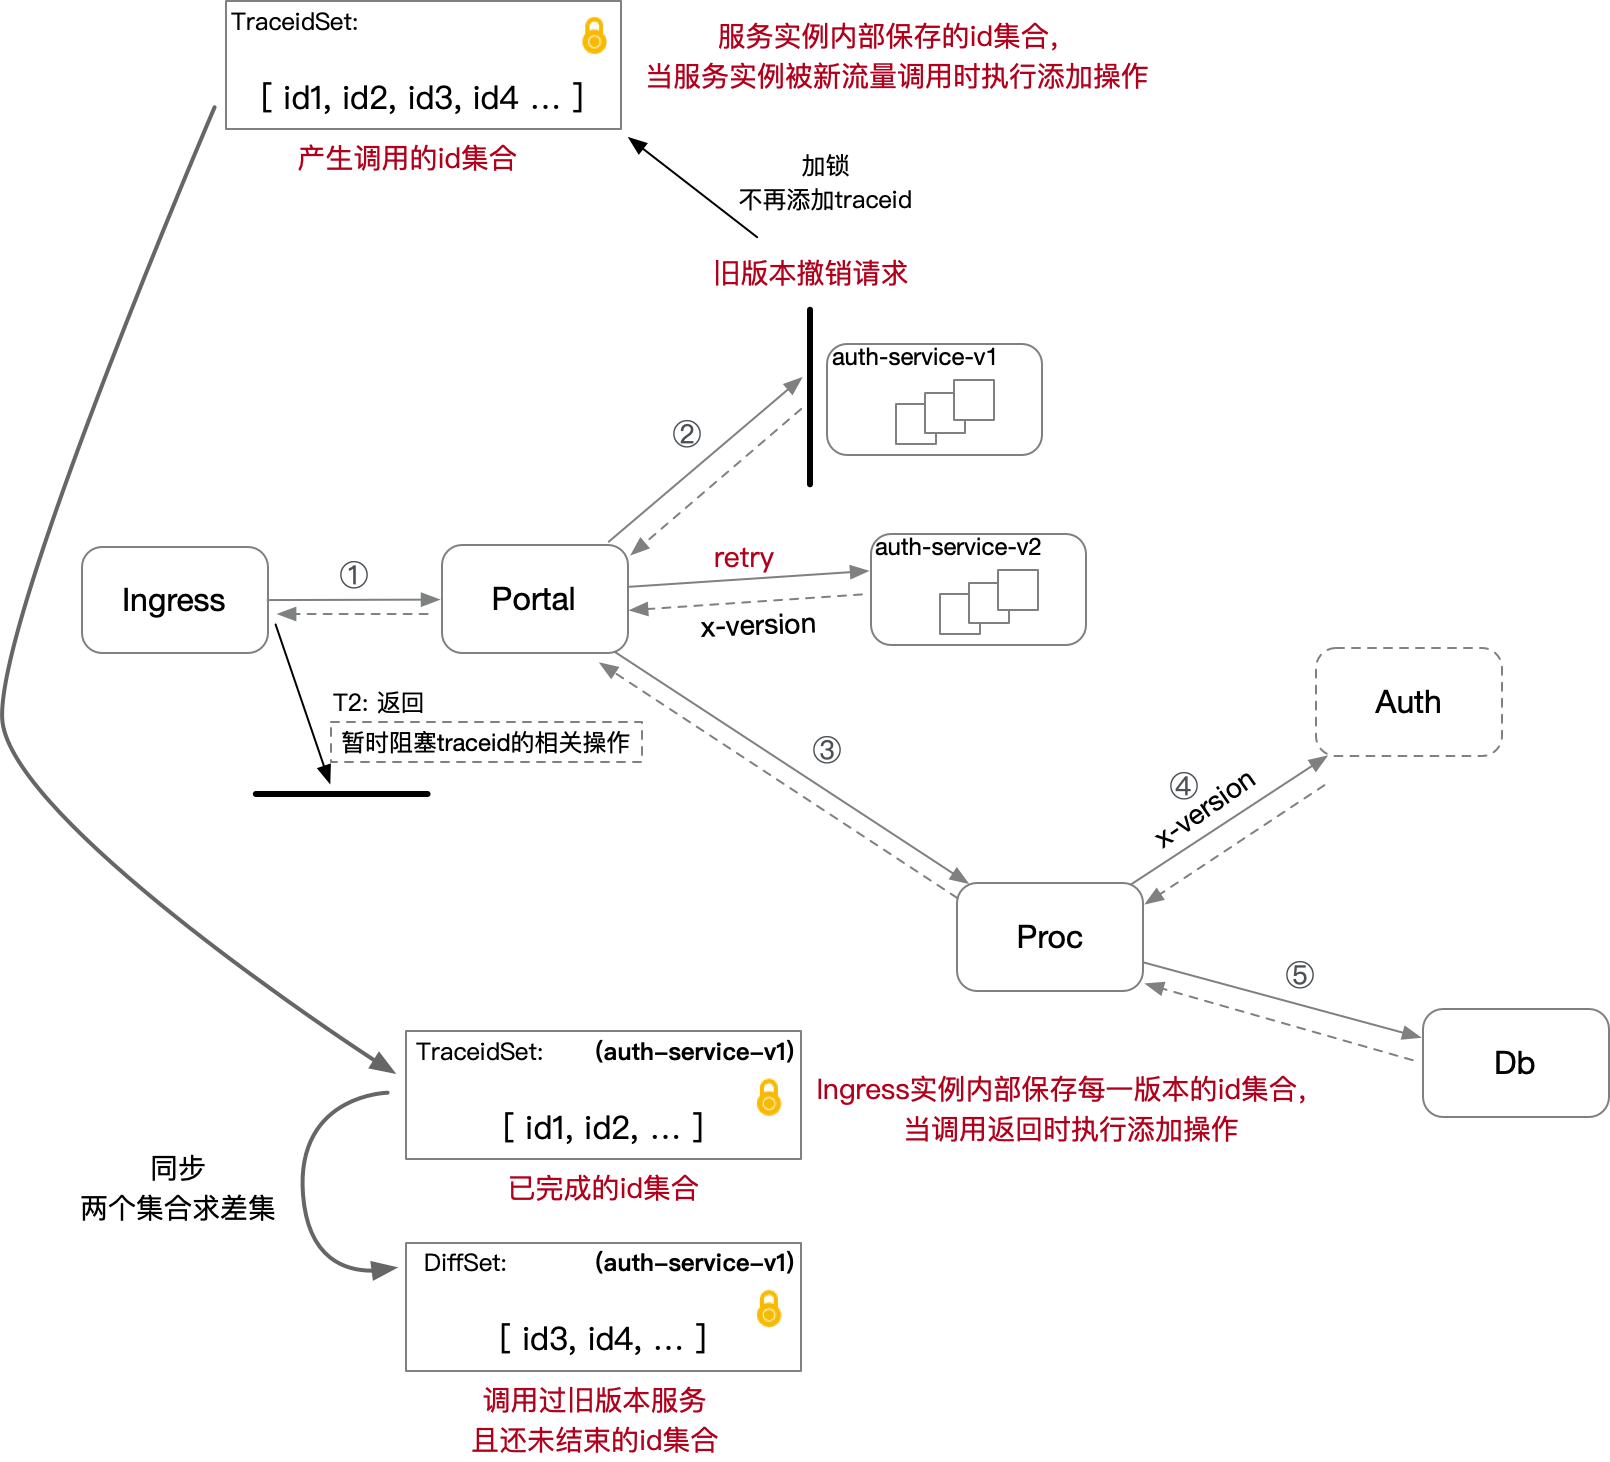 TraceidSet:
[ id1, id2, id3, id4 … ]
产生调用的id集合
服务实例内部保存的id集合，
当服务实例被新流量调用时执行添加操作
加锁
不再添加traceid
旧版本撤销请求
auth-service-v1
②
auth-service-v2
retry
x-version
Ingress
①
Portal
T2: 返回
暂时阻塞traceid的相关操作
③
Auth
④
x-version
Proc
⑤
Db
TraceidSet:
(auth-service-v1)
[ id1, id2, … ]
已完成的id集合
Ingress实例内部保存每一版本的id集合，
当调用返回时执行添加操作
同步
两个集合求差集
DiffSet:
(auth-service-v1)
[ id3, id4, … ]
调用过旧版本服务
且还未结束的id集合